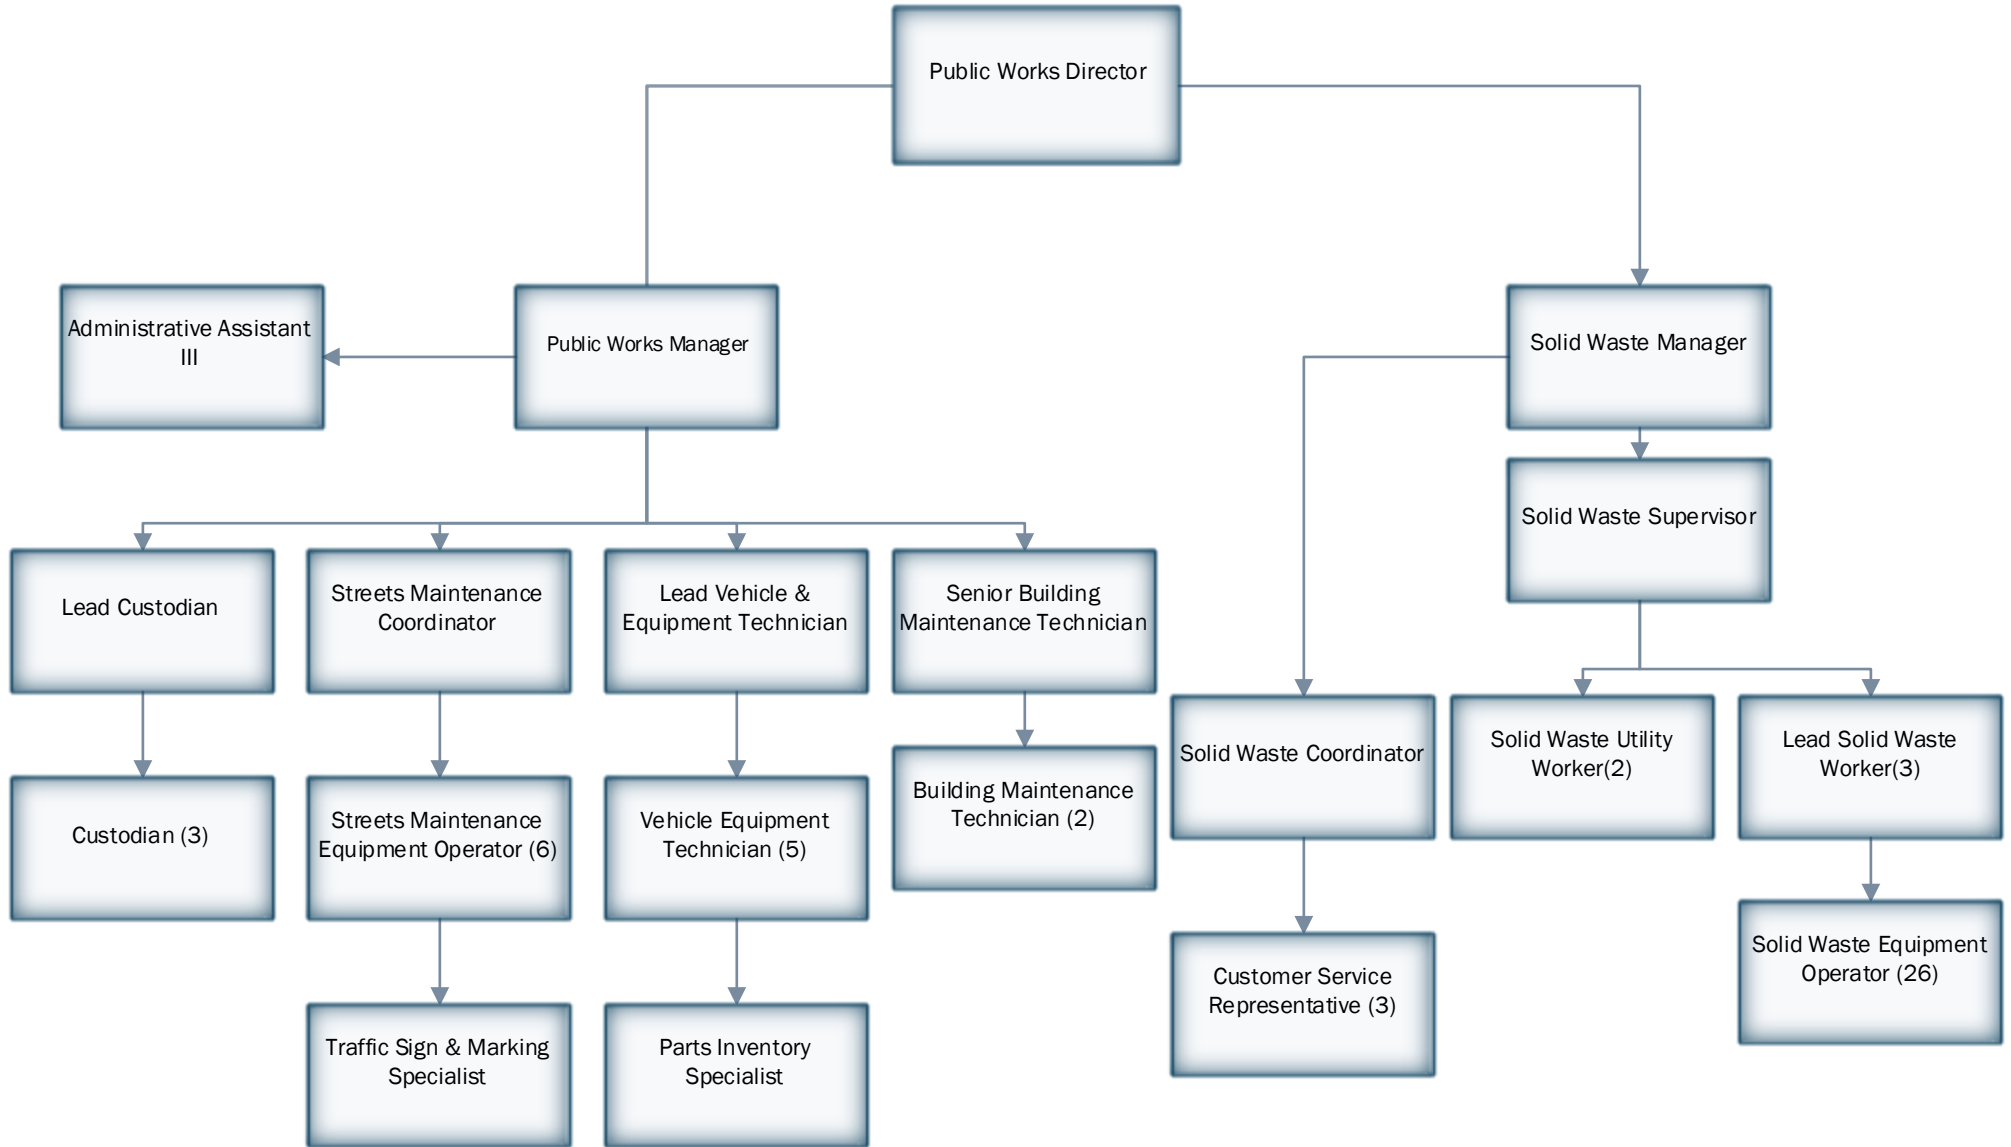 Public Works Director
Administrative Assistant
III
Public Works Manager
Solid Waste Manager
Solid Waste Supervisor
Lead Custodian
Streets Maintenance
Coordinator
Lead Vehicle &
Equipment Technician
Senior Building
Maintenance Technician
Solid Waste Coordinator
Solid Waste Utility
Worker(2)
Lead Solid Waste
Worker(3)
Custodian (3)
Streets Maintenance
Equipment Operator (6)
Vehicle Equipment
Technician (5)
Building Maintenance
Technician (2)
Customer Service
Representative (3)
Solid Waste Equipment
Operator (26)
Traffic Sign & Marking
Specialist
Parts Inventory
Specialist